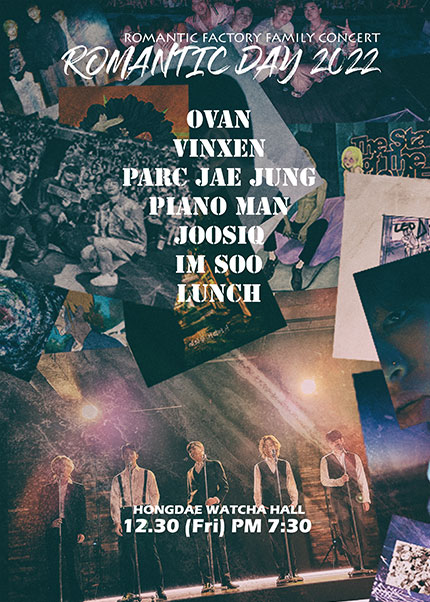 ROMANTIC FACTORY FAMILY CONCERT
ROMANTIC DAY 2022
OVAN
VINXEN
PARC JAE JUNG
PIANO MAN
JOOSIQ
IM SOO
LUNCH
HONGDAE WATCHA HALL
12.30 (Fri) PM 7:30